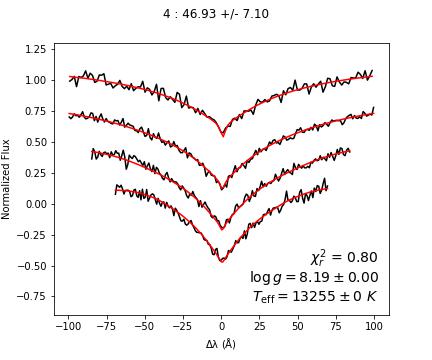 4 : 46.93 +/- 7.10
Normalized Flux
1.25
1.00
0.75
0.50
0.25
0.00
−0.25
−0.50
−0.75
χ²ᵣ = 0.80
log g = 8.19 ± 0.00
Teff = 13255 ± 0 K
−100 −75 −50 −25 0 25 50 75 100
Δλ (Å)